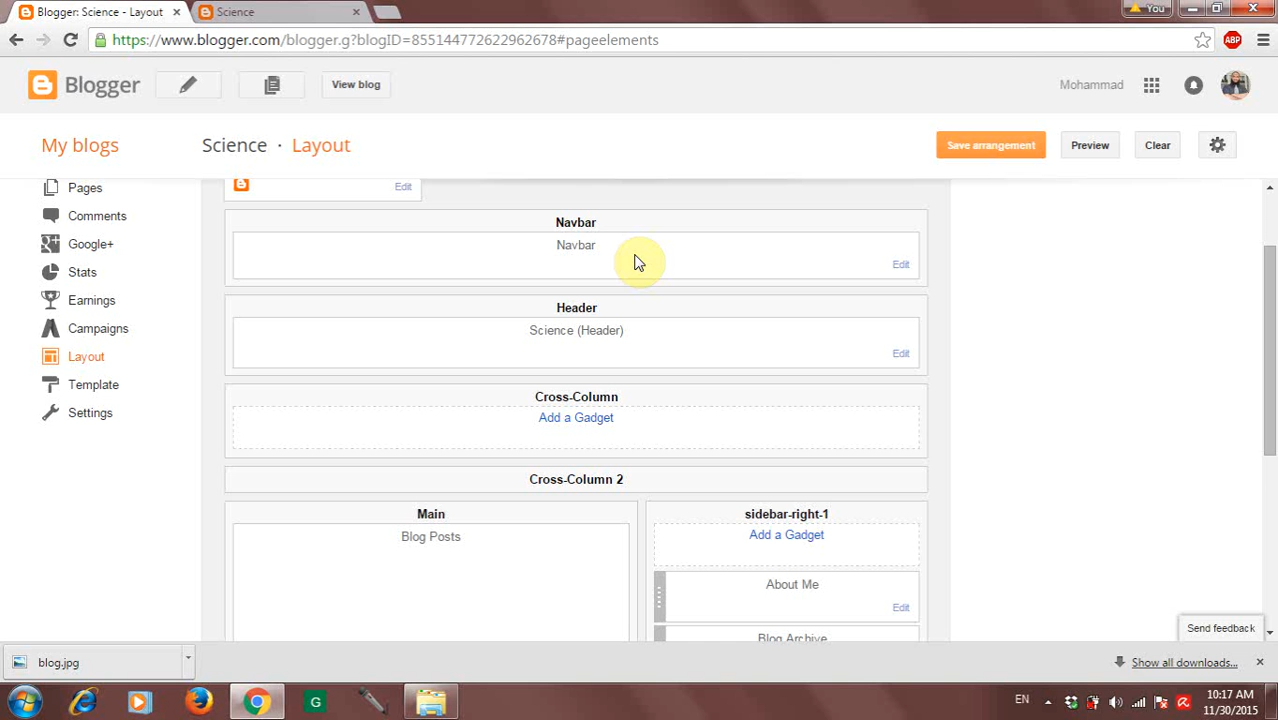 Blogger: Science - Layout
Science
You
https://www.blogger.com/blogger.g?blogID=855144772622962678#pageelements
ABP
Blogger
View blog
Mohammad
My blogs
Science · Layout
Save arrangement
Preview
Clear
Pages
Comments
Google+
Stats
Earnings
Campaigns
Layout
Template
Settings
Edit
Navbar
Navbar
Edit
Header
Science (Header)
Edit
Cross-Column
Add a Gadget
Cross-Column 2
Main
Blog Posts
sidebar-right-1
Add a Gadget
About Me
Edit
Blog Archive
Send feedback
blog.jpg
Show all downloads...
G
EN
10:17 AM
11/30/2015